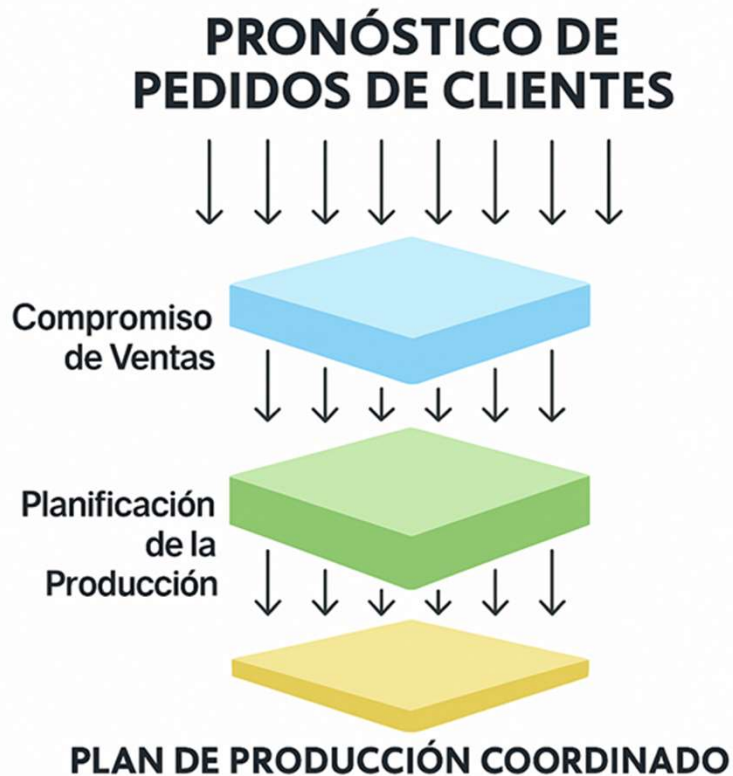 PRONÓSTICO DE
PEDIDOS DE CLIENTES
Compromiso
de Ventas
Planificación
de la
Producción
PLAN DE PRODUCCIÓN COORDINADO